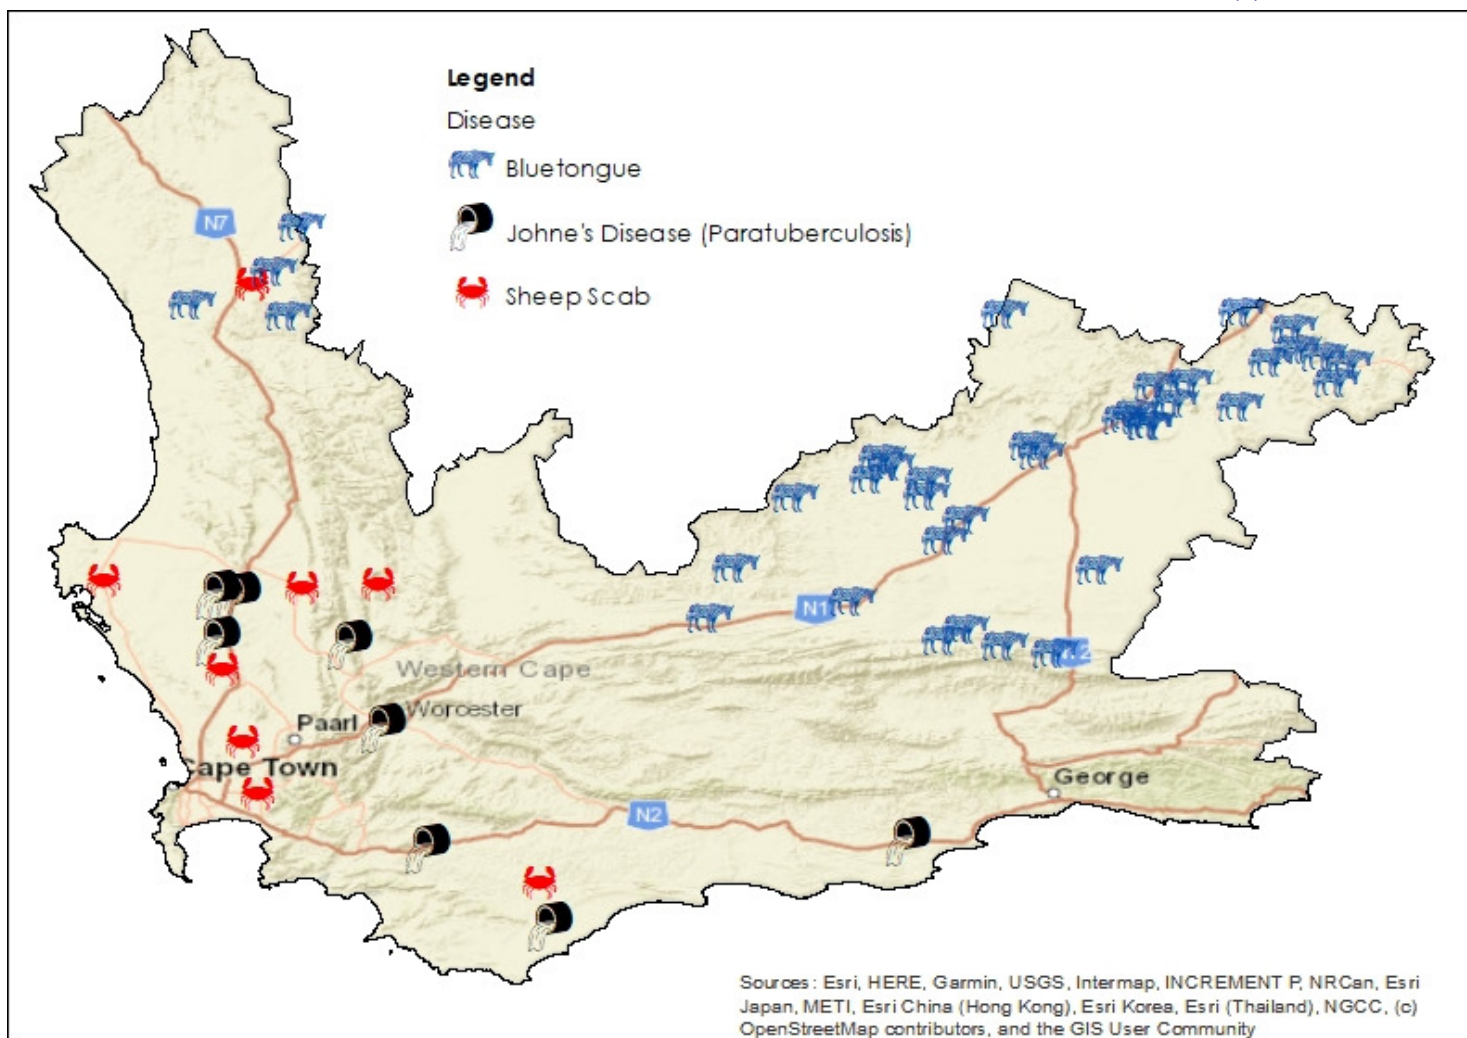 Legend
Disease
Bluetongue
Johne's Disease (Paratuberculosis)
Sheep Scab
N7
N1
Western Cape
Worcester
Paarl
Cape Town
George
N2
Sources: Esri, HERE, Garmin, USGS, Intermap, INCREMENT P, NRCan, Esri
Japan, METI, Esri China (Hong Kong), Esri Korea, Esri (Thailand), NGCC, (c)
OpenStreetMap contributors, and the GIS User Community